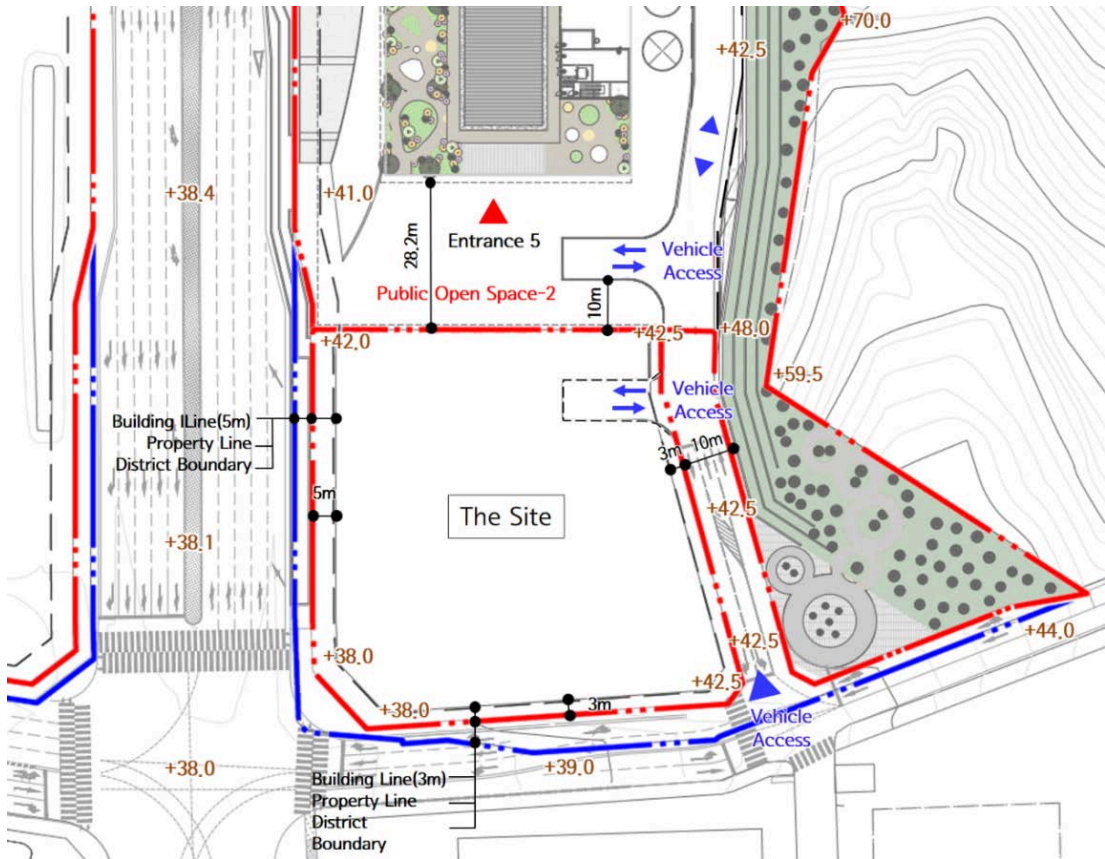 +70.0
+42.5
+38.4
+41.0
28.2m
Entrance 5
Vehicle
Access
Public Open Space-2
10m
+42.0
+42.5
+48.0
+59.5
Vehicle
Access
Building lLine(5m)
Property Line
District Boundary
3m
10m
5m
The Site
+42.5
+38.1
+42.5
+44.0
+38.0
+42.5
+38.0
3m
Vehicle
Access
+38.0
+39.0
Building Line(3m)
Property Line
District
Boundary